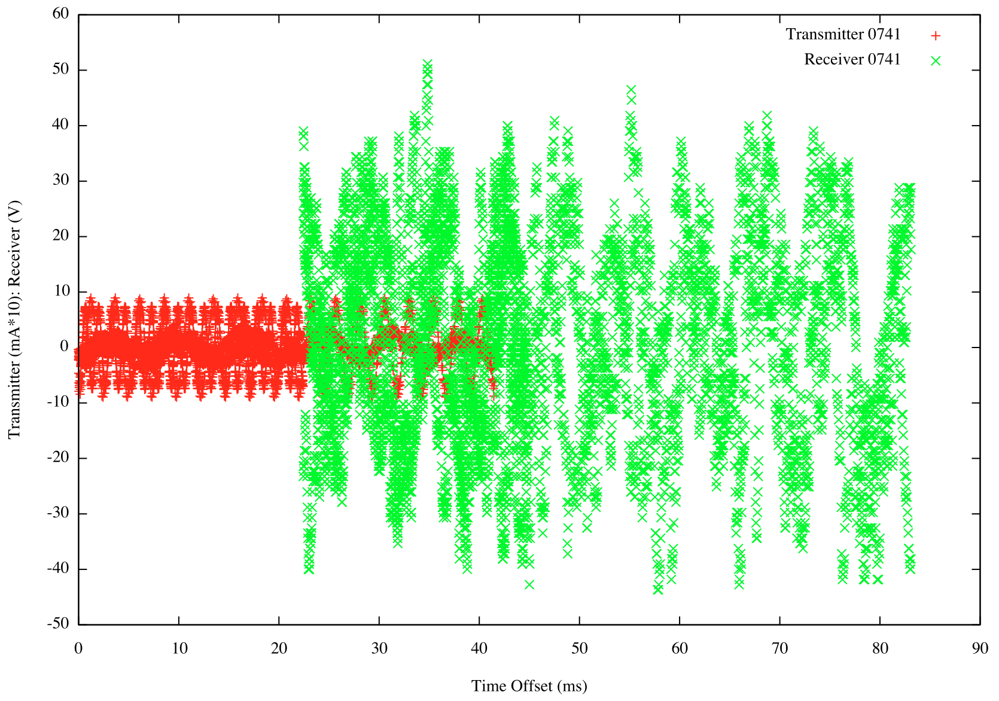 60
50
40
30
20
10
0
-10
-20
-30
-40
-50
0 10 20 30 40 50 60 70 80 90
Transmitter (mA*10): Receiver (V)
Time Offset (ms)
Transmitter 0741
Receiver 0741